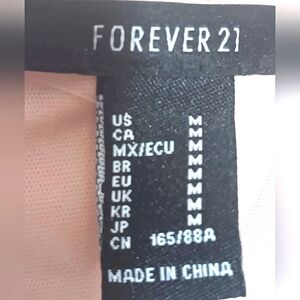 FOREVER 21
US M
CA M
MX/ECU M
BR M
EU M
UK M
KR M
JP M
CN 165/88A
MADE IN CHINA